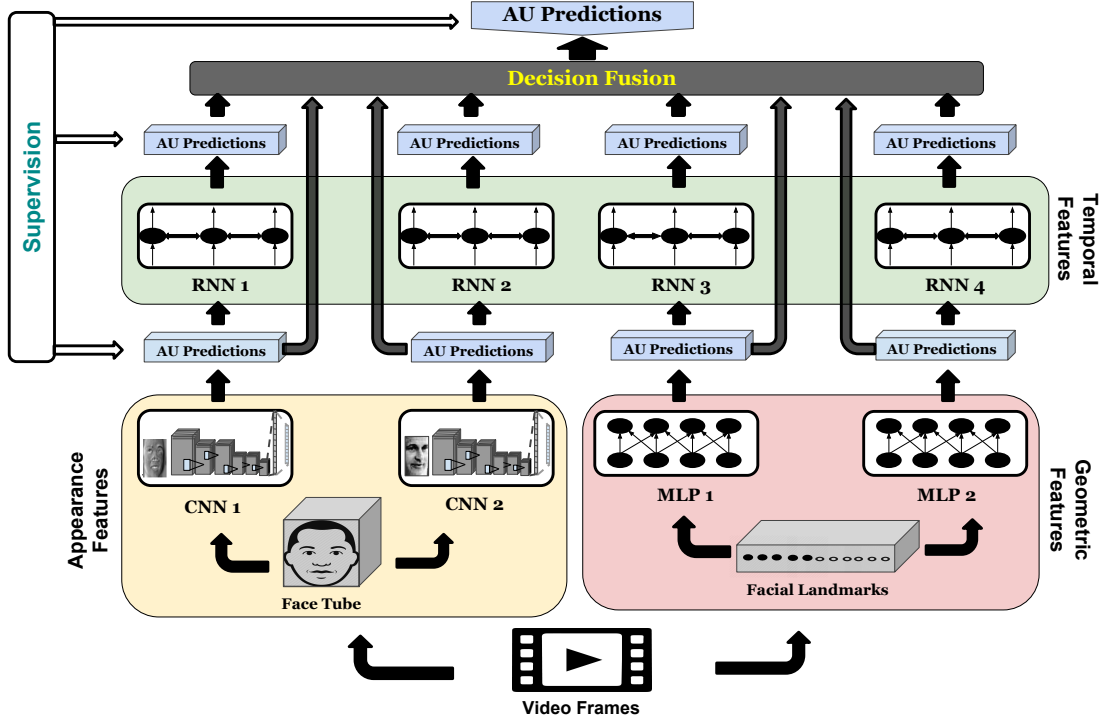 AU Predictions
Decision Fusion
AU Predictions
AU Predictions
AU Predictions
AU Predictions
Supervision
Temporal
Features
RNN 1
RNN 2
RNN 3
RNN 4
AU Predictions
AU Predictions
AU Predictions
AU Predictions
Appearance
Features
CNN 1
CNN 2
MLP 1
MLP 2
Geometric
Features
Face Tube
Facial Landmarks
Video Frames